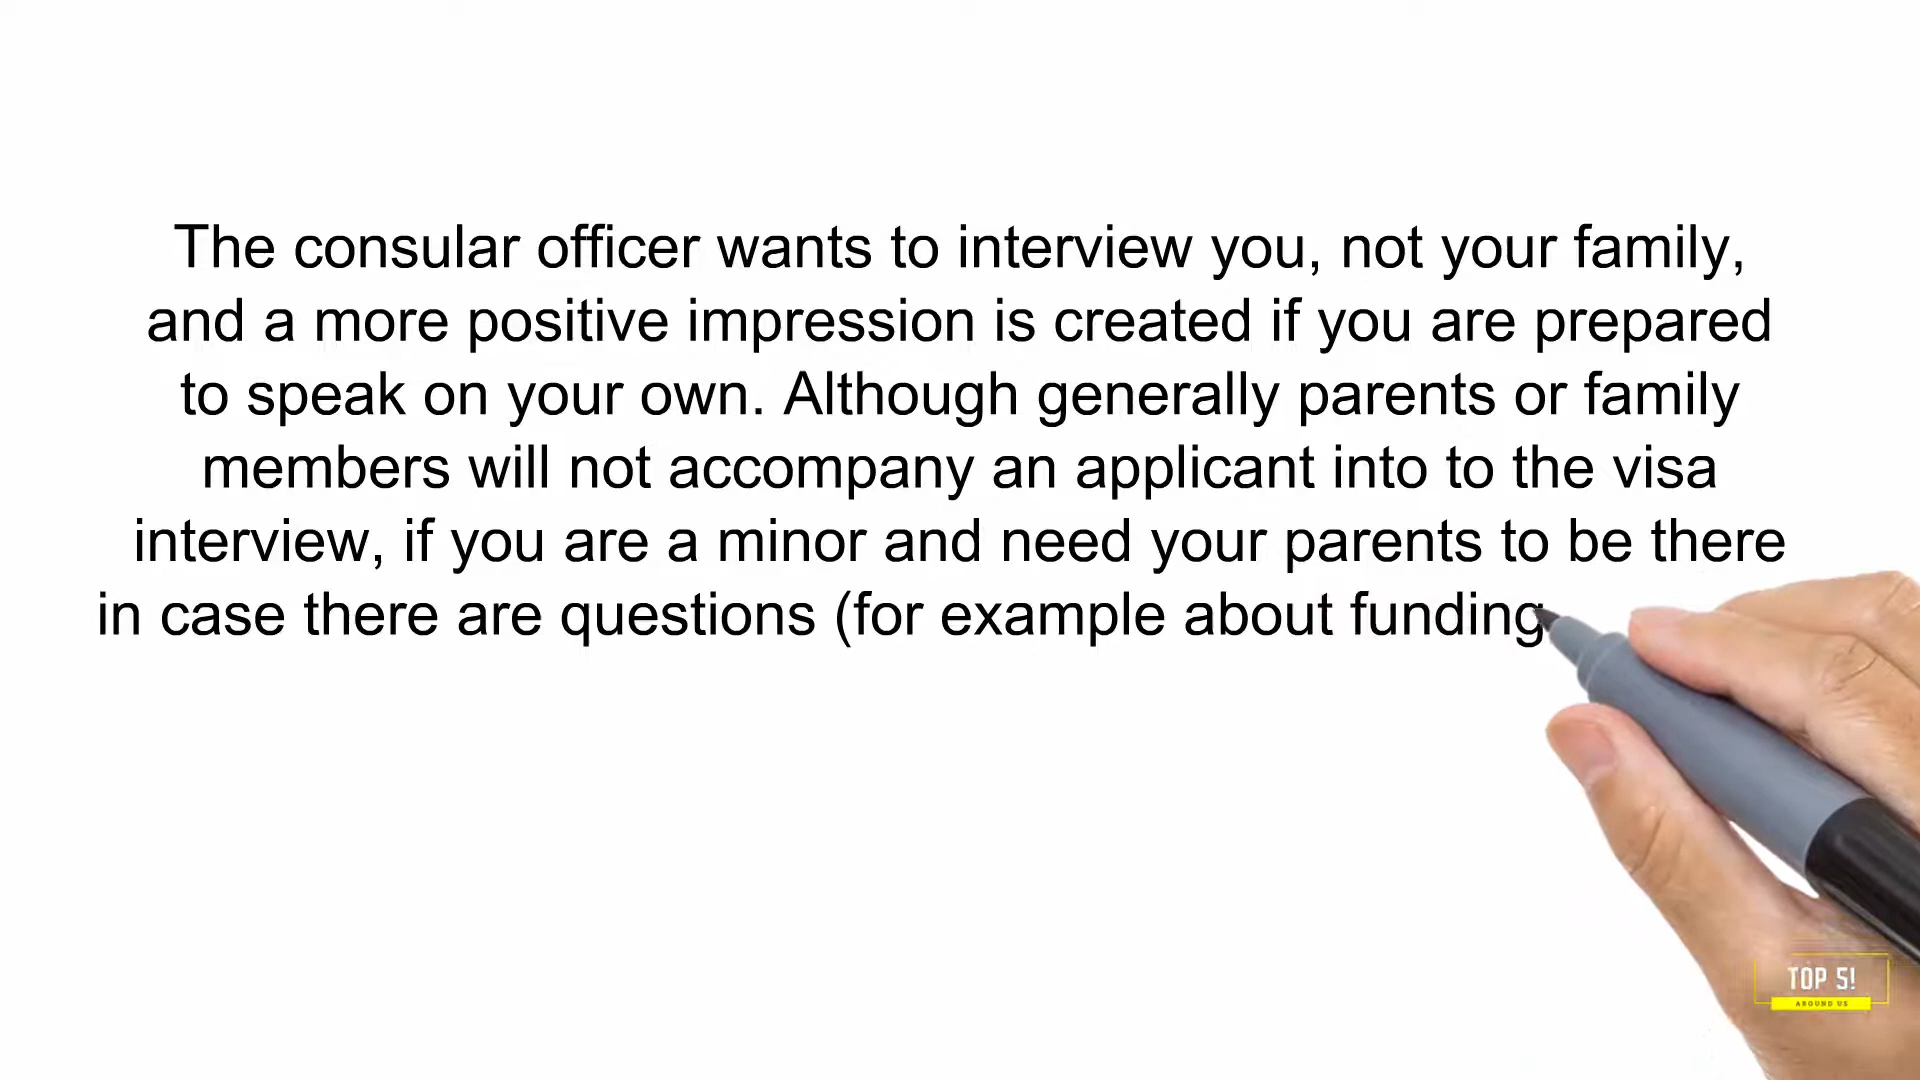 The consular officer wants to interview you, not your family,
and a more positive impression is created if you are prepared
to speak on your own. Although generally parents or family
members will not accompany an applicant into to the visa
interview, if you are a minor and need your parents to be there
in case there are questions (for example about funding
TOP 5!
AROUND US